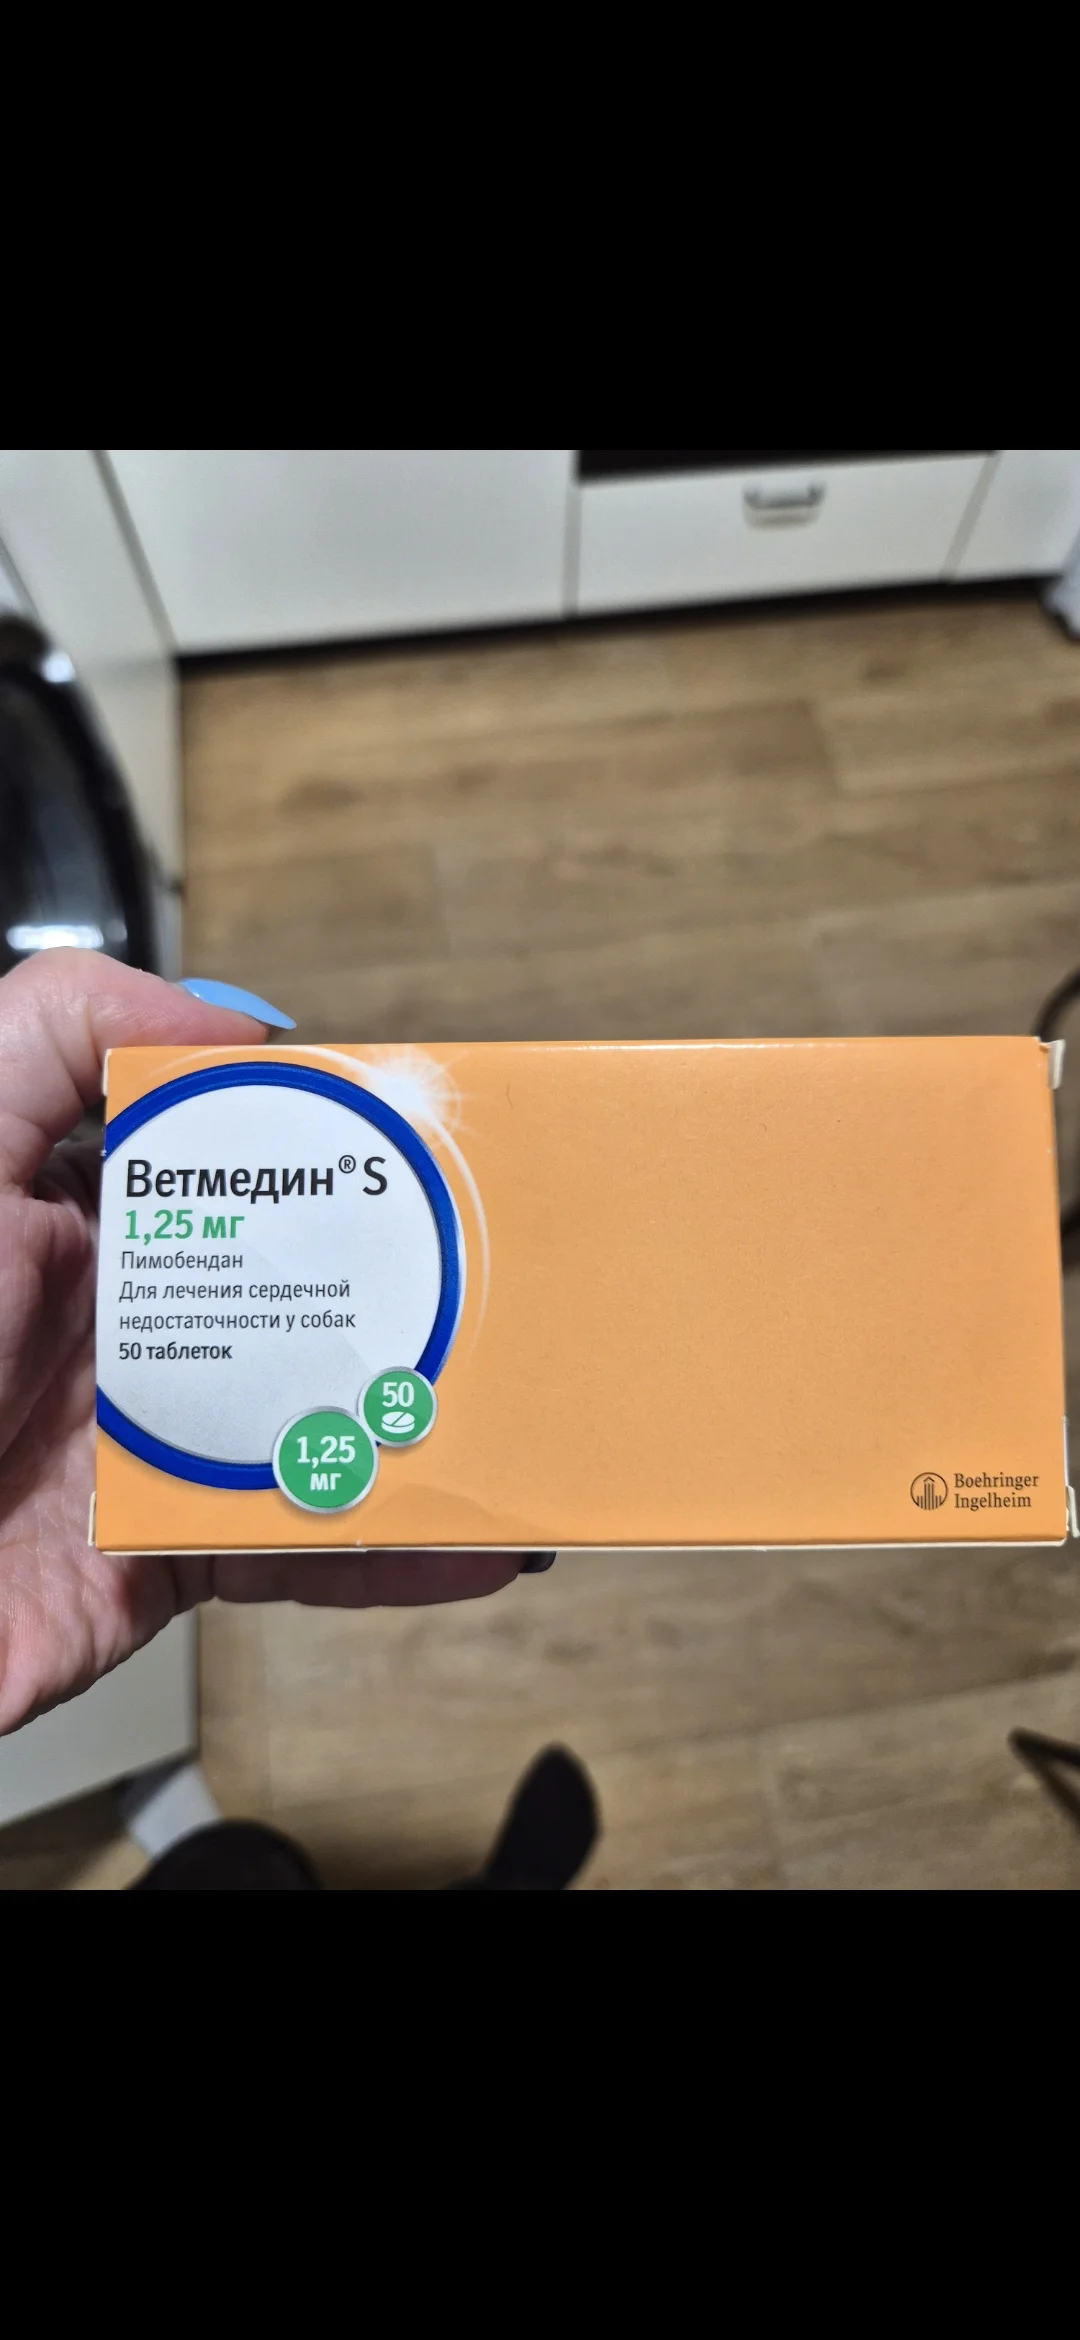 Ветмедин® S
1,25 мг
Пимобендан
Для лечения сердечной
недостаточности у собак
50 таблеток
50
1,25
мг
Boehringer
Ingelheim